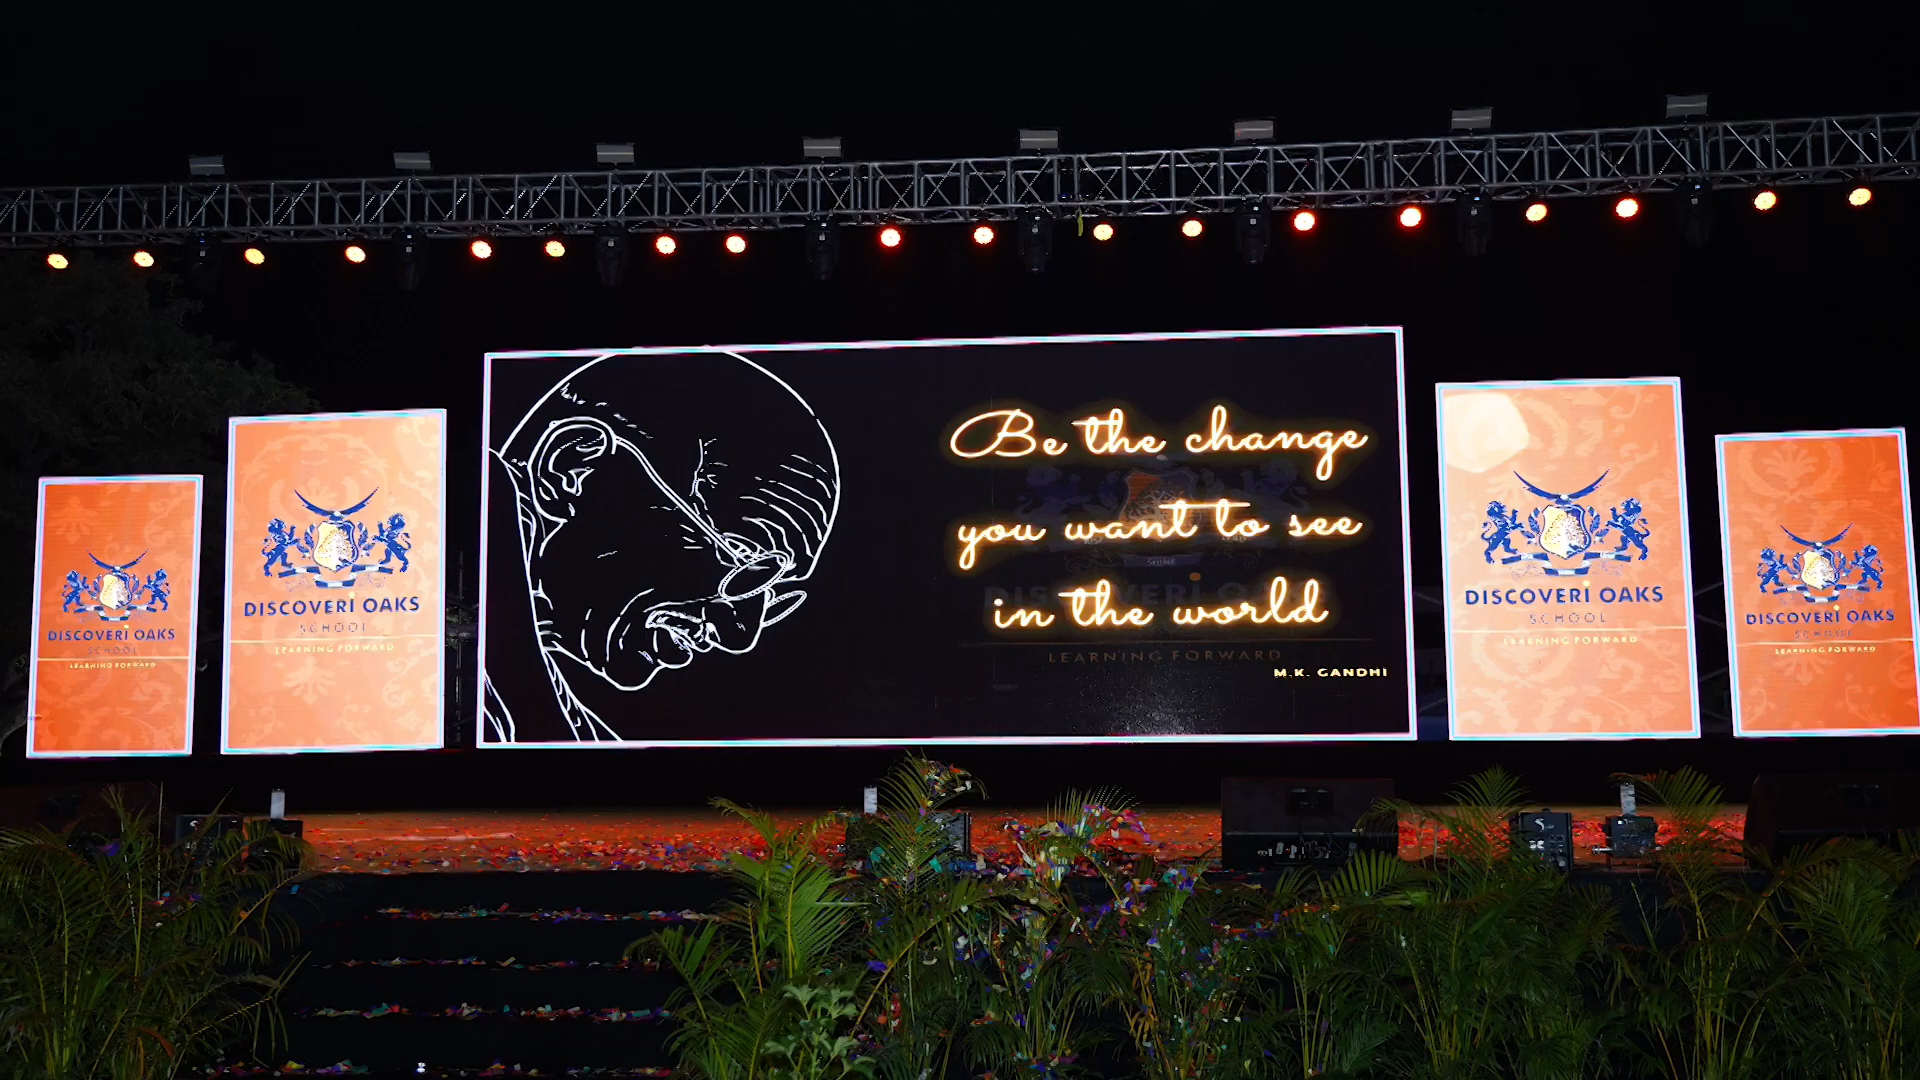 DISCOVERi OAKS
SCHOOL
LEARNING FORWARD
DISCOVERi OAKS
SCHOOL
LEARNING FORWARD
Be the change
you want to see
in the world
SHINE
LEARNING FORWARD
M.K. GANDHI
DISCOVERi OAKS
SCHOOL
LEARNING FORWARD
DISCOVERi OAKS
SCHOOL
LEARNING FORWARD